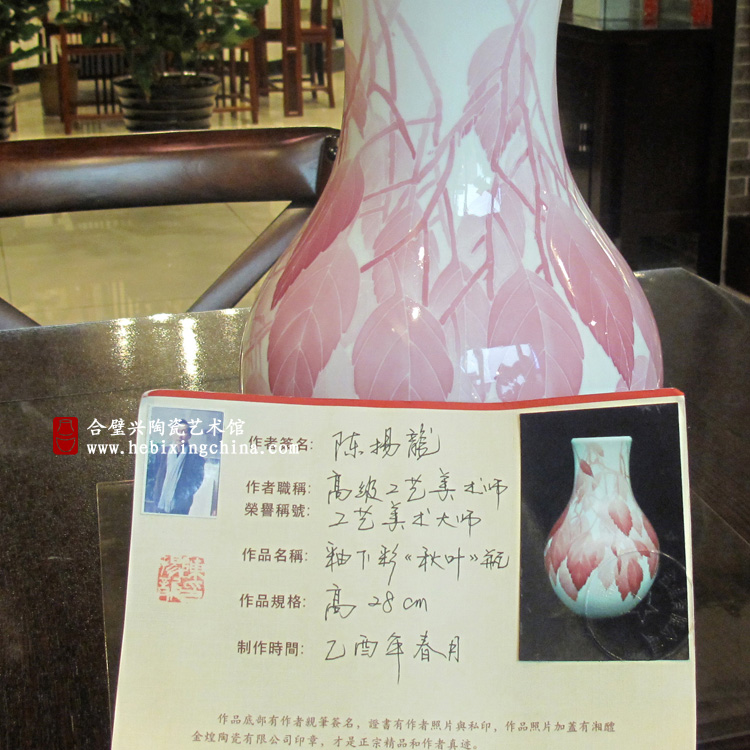 合璧兴陶瓷艺术馆
www.hebixingchina.com
作者签名: 陈揚龍
作者職稱: 高级工艺美术师
榮譽稱號: 工艺美术大师
作品名稱: 釉下彩《秋叶》瓶
作品規格: 高28cm
制作時間: 乙酉年春月
作品底部有作者親筆簽名，證書有作者照片與私印，作品照片加蓋有湘醴
金煌陶瓷有限公司印章，才是正宗精品和作者真迹。